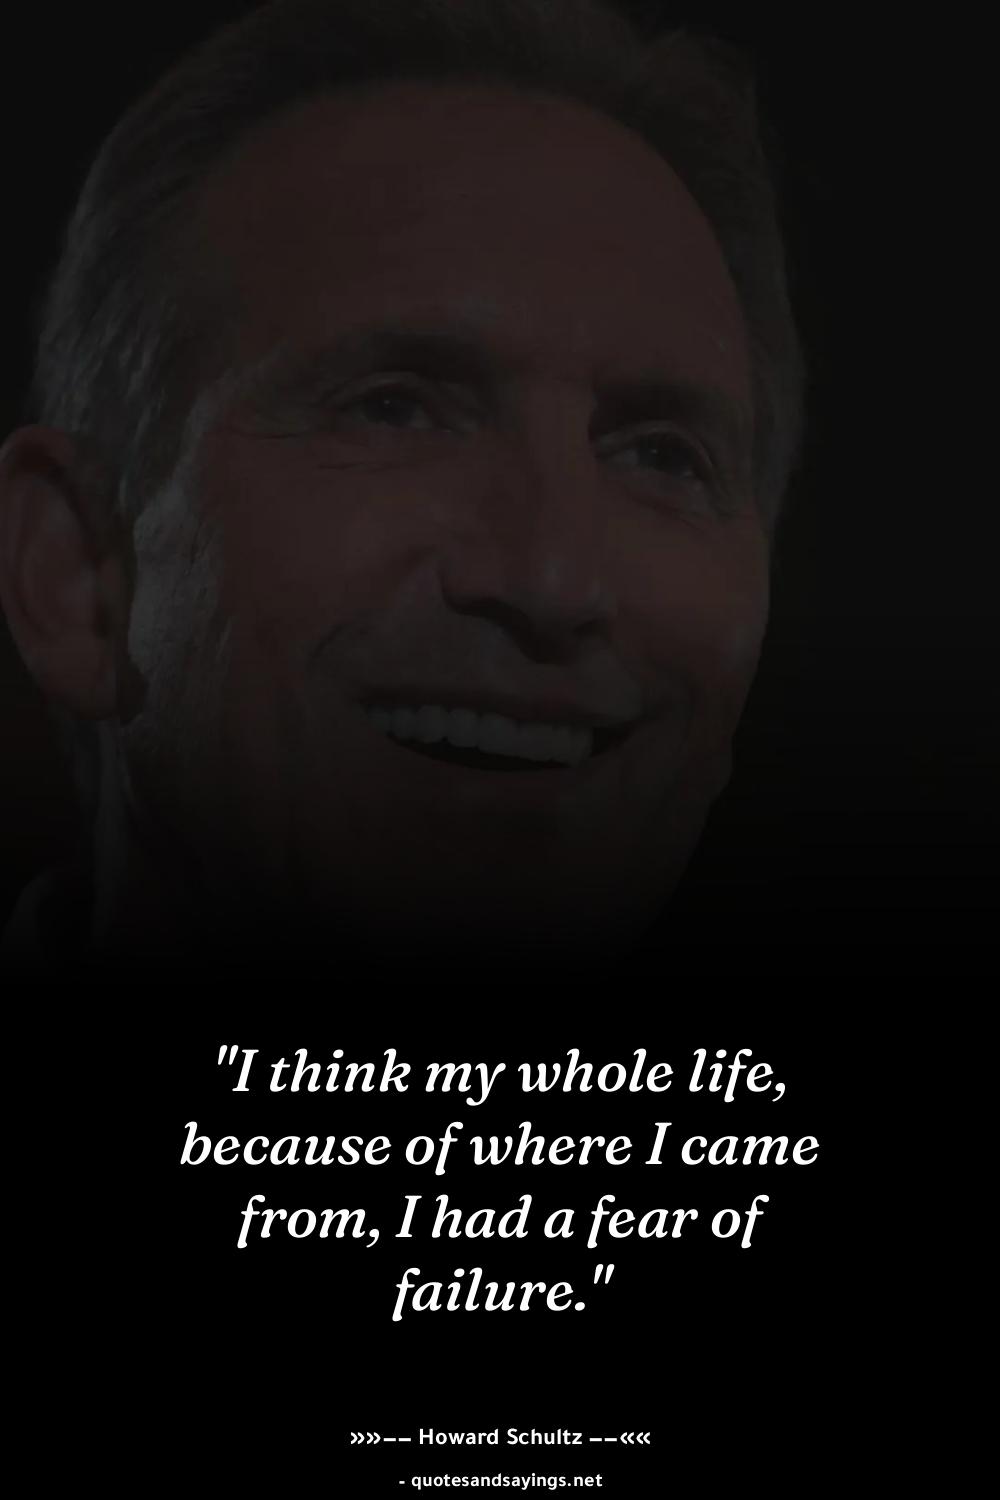 "I think my whole life,
because of where I came
from, I had a fear of
failure."
»»–– Howard Schultz ––««
- quotesandsayings.net